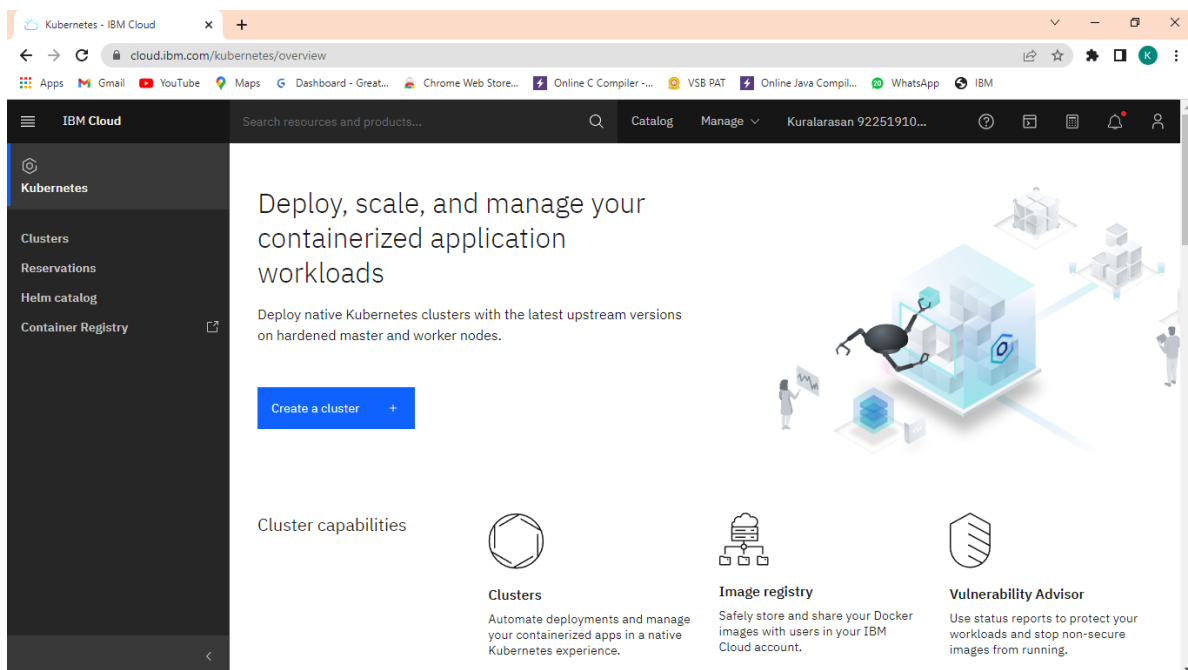 Kubernetes - IBM Cloud
cloud.ibm.com/kubernetes/overview
Apps Gmail YouTube Maps Dashboard - Great... Chrome Web Store... Online C Compiler -... VSB PAT Online Java Compil... WhatsApp IBM
IBM Cloud Search resources and products... Catalog Manage Kuralarasan 92251910...
Kubernetes
Clusters
Reservations
Helm catalog
Container Registry
Deploy, scale, and manage your
containerized application
workloads
Deploy native Kubernetes clusters with the latest upstream versions
on hardened master and worker nodes.
Create a cluster +
Cluster capabilities
Clusters
Automate deployments and manage
your containerized apps in a native
Kubernetes experience.
Image registry
Safely store and share your Docker
images with users in your IBM
Cloud account.
Vulnerability Advisor
Use status reports to protect your
workloads and stop non-secure
images from running.